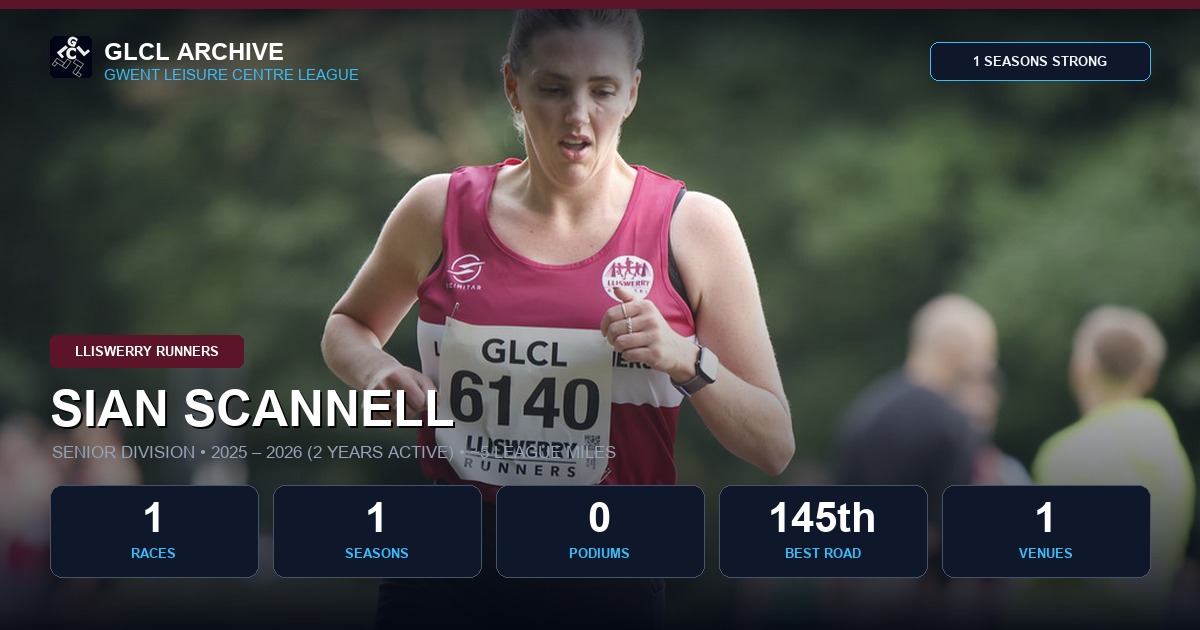 GLCL ARCHIVE
GWENT LEISURE CENTRE LEAGUE
1 SEASONS STRONG
SCIMITAR
LLISWERRY
GLCL
6140
LLISWERRY
RUNNERS
LLISWERRY RUNNERS
SIAN SCANNELL
SENIOR DIVISION • 2025 – 2026 (2 YEARS ACTIVE) • ~5 LEAGUE MILES
1
RACES
1
SEASONS
0
PODIUMS
145th
BEST ROAD
1
VENUES